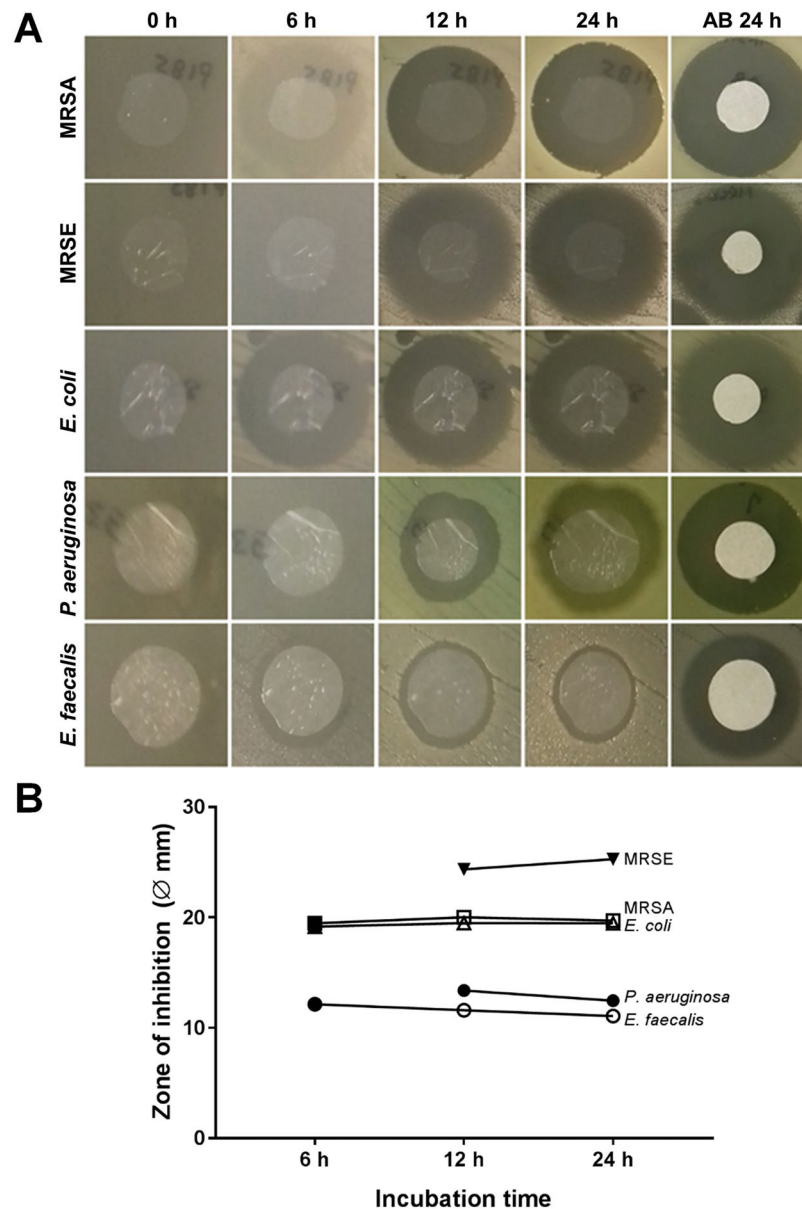 A
0 h 6 h 12 h 24 h AB 24 h
MRSA
MRSE
E. coli
P. aeruginosa
E. faecalis
B
Zone of inhibition (Ø mm)
30
20
10
0
MRSE
MRSA
E. coli
P. aeruginosa
E. faecalis
6 h 12 h 24 h
Incubation time